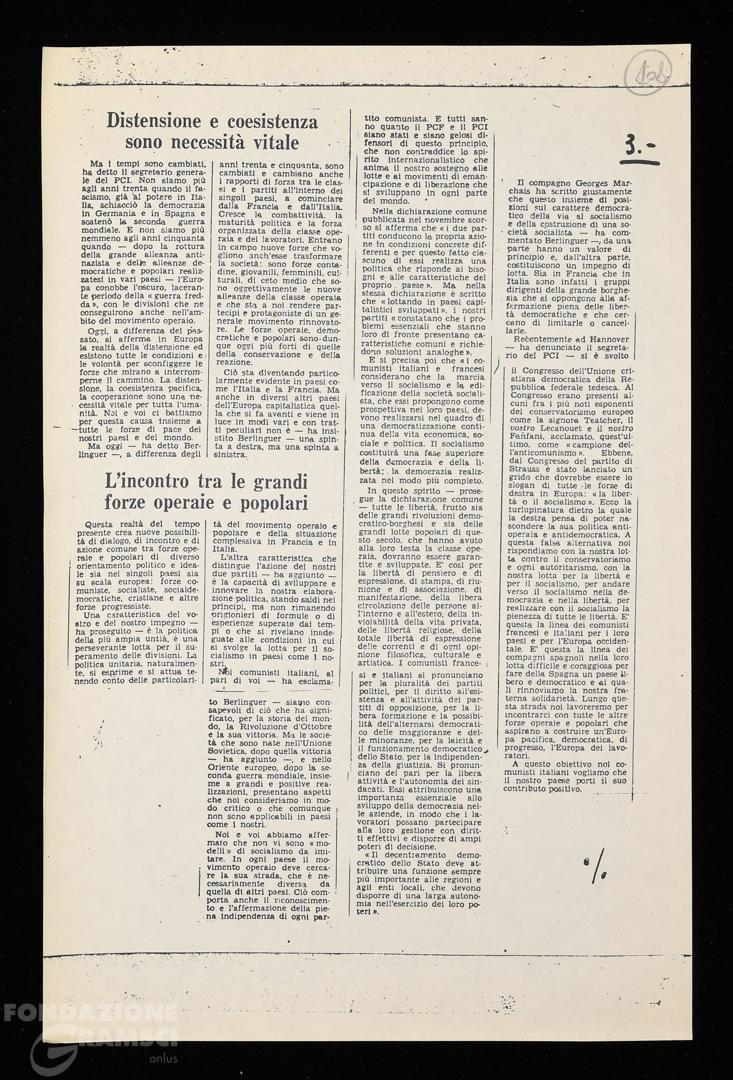 108
3.-
Distensione e coesistenza
sono necessità vitale
Ma i tempi sono cambiati,
ha detto il segretario genera-
le del PCI. Non siamo più
agli anni trenta quando il fa-
scismo, già al potere in Ita-
lia, schiacciò la democrazia
in Germania e in Spagna e
scatenò la seconda guerra
mondiale. E non siamo più
nemmeno agli anni cinquanta
quando — dopo la rottura
della grande alleanza anti-
nazista e delle alleanze de-
mocratiche e popolari realiz-
zatesi in vari paesi — l'Euro-
pa conobbe l'oscuro, laceran-
te periodo della « guerra fred-
da », con le divisioni che ne
conseguirono anche nell'am-
bito del movimento operaio.
Oggi, a differenza del pas-
sato, si afferma in Europa
la realtà della distensione ed
esistono tutte le condizioni e
le volontà per sconfiggere le
forze che mirano a interrom-
perne il cammino. La disten-
sione, la coesistenza pacifica,
la cooperazione sono una ne-
cessità vitale per tutta l'uma-
nità. Noi e voi ci battiamo
per questa causa insieme a
tutte le forze di pace dei
nostri paesi e del mondo.
Ma oggi — ha detto Ber-
linguer —, a differenza degli
anni trenta e cinquanta, sono
cambiati e cambiano anche
i rapporti di forza tra le clas-
si e i partiti all'interno dei
singoli paesi, a cominciare
dalla Francia e dall'Italia.
Cresce la combattività, la
maturità politica e la forza
organizzata della classe ope-
raia e dei lavoratori. Entrano
in campo nuove forze che vo-
gliono anch'esse trasformare
la società: sono forze conta-
dine, giovanili, femminili, cul-
turali, di ceto medio che so-
no oggettivamente le nuove
alleanze della classe operaia
e che sta a noi rendere par-
tecipi e protagoniste di un ge-
nerale movimento rinnovato-
re. Le forze operaie, demo-
cratiche e popolari sono dun-
que oggi più forti di quelle
della conservazione e della
reazione.
Ciò sta diventando partico-
larmente evidente in paesi co-
me l'Italia e la Francia. Ma
anche in diversi altri paesi
dell'Europa capitalistica quel-
la che si fa avanti e viene in
luce in modi vari e con trat-
ti peculiari non è — ha insi-
stito Berlinguer — una spin-
ta a destra, ma una spinta a
sinistra.
L'incontro tra le grandi
forze operaie e popolari
Questa realtà del tempo
presente crea nuove possibili-
tà di dialogo, di incontro e di
azione comune tra forze ope-
raie e popolari di diverso
orientamento politico e idea-
le sia nei singoli paesi sia
su scala europea: forze co-
muniste, socialiste, socialde-
mocratiche, cristiane e altre
forze progressiste.
Una caratteristica del vo-
stro e del nostro impegno —
ha proseguito — è la politica
della più ampia unità, è una
perseverante lotta per il su-
peramento delle divisioni. La
politica unitaria, naturalmen-
te, si esprime e si attua te-
nendo conto delle particolari-
tà del movimento operaio e
popolare e della situazione
complessiva in Francia e in
Italia.
L'altra caratteristica che
distingue l'azione dei nostri
due partiti — ha aggiunto —
è la capacità di sviluppare e
innovare la nostra elabora-
zione politica, stando saldi nei
principi, ma non rimanendo
prigionieri di formule o di
esperienze superate dai tem-
pi o che si rivelano inade-
guate alle condizioni in cui
si svolge la lotta per il so-
cialismo in paesi come i no-
stri.
Noi comunisti italiani, al
pari di voi — ha esclama-
to Berlinguer — siamo con-
sapevoli di ciò che ha signi-
ficato, per la storia del mon-
do, la Rivoluzione d'Ottobre
e la sua vittoria. Ma le socie-
tà che sono nate nell'Unione
Sovietica, dopo quella vittoria
— ha aggiunto —, e nello
Oriente europeo, dopo la se-
conda guerra mondiale, insie-
me a grandi e positive rea-
lizzazioni, presentano aspetti
che noi consideriamo in mo-
do critico o che comunque
non sono applicabili in paesi
come i nostri.
Noi e voi abbiamo affer-
mato che non vi sono « mo-
delli » di socialismo da imi-
tare. In ogni paese il mo-
vimento operaio deve cerca-
re la sua strada, che è ne-
cessariamente diversa da
quella di altri paesi. Ciò com-
porta anche il riconoscimen-
to e l'affermazione della pie-
na indipendenza di ogni par-
tito comunista. E tutti san-
no quanto il PCF e il PCI
siano stati e siano gelosi di-
fensori di questo principio,
che non contraddice lo spi-
rito internazionalistico che
anima il nostro sostegno alle
lotte e ai movimenti di eman-
cipazione e di liberazione che
si sviluppano in ogni parte
del mondo.
Nella dichiarazione comune
pubblicata nel novembre scor-
so si afferma che « i due par-
titi conducono la propria azio-
ne in condizioni concrete dif-
ferenti e per questo fatto cia-
scuno di essi realizza una
politica che risponde ai biso-
gni e alle caratteristiche del
proprio paese ». Ma nella
stessa dichiarazione è scritto
che « lottando in paesi capi-
talistici sviluppati », i nostri
partiti « constatano che i pro-
blemi essenziali che stanno
loro di fronte presentano ca-
ratteristiche comuni e richie-
dono soluzioni analoghe ».
E si precisa poi che « i co-
munisti italiani e francesi
considerano che la marcia
verso il socialismo e la edi-
ficazione della società sociali-
sta, che essi propongono come
prospettiva nei loro paesi, de-
vono realizzarsi nel quadro di
una democratizzazione conti-
nua della vita economica, so-
ciale e politica. Il socialismo
costituirà una fase superiore
della democrazia e della li-
bertà; la democrazia realiz-
zata nel modo più completo.
In questo spirito — prose-
gue la dichiarazione comune
— tutte le libertà, frutto sia
delle grandi rivoluzioni demo-
cratico-borghesi e sia delle
grandi lotte popolari di que-
sto secolo, che hanno avuto
alla loro testa la classe ope-
raia, dovranno essere garan-
tite e sviluppate. E' così per
la libertà di pensiero e di
espressione, di stampa, di riu-
nione e di associazione, di
manifestazione, della libera
circolazione delle persone al-
l'interno e all'estero, della in-
violabilità della vita privata,
delle libertà religiose, della
totale libertà di espressione
delle correnti e di ogni opi-
nione filosofica, culturale e
artistica. I comunisti france-
si e italiani si pronunciano
per la pluralità dei partiti
politici, per il diritto all'esi-
stenza e all'attività dei par-
titi di opposizione, per la li-
bera formazione e la possibi-
lità dell'alternarsi democrati-
co delle maggioranze e del-
le minoranze, per la laicità e
il funzionamento democratico
dello Stato, per la indipenden-
za della giustizia. Si pronun-
ciano del pari per la libera
attività e l'autonomia dei sin-
dacati. Essi attribuiscono una
importanza essenziale allo
sviluppo della democrazia nel-
le aziende, in modo che i la-
voratori possano partecipare
alla loro gestione con dirit-
ti effettivi e disporre di ampi
poteri di decisione.
« Il decentramento demo-
cratico dello Stato deve at-
tribuire una funzione sempre
più importante alle regioni e
agli enti locali, che devono
disporre di una larga autono-
mia nell'esercizio dei loro po-
teri ».
Il compagno Georges Mar-
chais ha scritto giustamente
che questo insieme di posi-
zioni sul carattere democra-
tico della via al socialismo
e della costruzione di una so-
cietà socialista — ha com-
mentato Berlinguer —, da una
parte hanno un valore di
principio e, dall'altra parte,
costituiscono un impegno di
lotta. Sia in Francia che in
Italia sono infatti i gruppi
dirigenti della grande borghe-
sia che si oppongono alla af-
fermazione piena delle liber-
tà democratiche e che cer-
cano di limitarle o cancel-
larle.
Recentemente ad Hannover
— ha denunciato il segreta-
rio del PCI — si è svolto
il Congresso dell'Unione cri-
stiana democratica della Re-
pubblica federale tedesca. Al
Congresso erano presenti al-
cuni fra i più noti esponenti
del conservatorismo europeo
come la signora Teatcher, il
vostro Lecanouet e il nostro
Fanfani, acclamato, quest'ul-
timo, come « campione del-
l'anticomunismo ». Ebbene,
dal Congresso del partito di
Strauss è stato lanciato un
grido che dovrebbe essere lo
slogan di tutte le forze di
destra in Europa: « la liber-
tà o il socialismo ». Ecco la
turlupinatura dietro la quale
la destra pensa di poter na-
scondere la sua politica anti-
operaia e antidemocratica. A
questa falsa alternativa noi
rispondiamo con la nostra lot-
ta contro il conservatorismo
e ogni autoritarismo, con la
nostra lotta per la libertà e
per il socialismo, per andare
verso il socialismo nella de-
mocrazia e nella libertà, per
realizzare con il socialismo la
pienezza di tutte le libertà. E'
questa la linea dei comunisti
francesi e italiani per i loro
paesi e per l'Europa occiden-
tale. E' questa la linea dei
compagni spagnoli nella loro
lotta difficile e coraggiosa per
fare della Spagna un paese li-
bero e democratico e ai qua-
li rinnoviamo la nostra fra-
terna solidarietà. Lungo que-
sta strada noi lavoreremo per
incontrarci con tutte le altre
forze operaie e popolari che
aspirano a costruire un'Euro-
pa pacifica, democratica, di
progresso, l'Europa dei lavo-
ratori.
A questo obiettivo noi co-
munisti italiani vogliamo che
il nostro paese porti il suo
contributo positivo.
%
FONDAZIONE
GRAMSCI
onlus